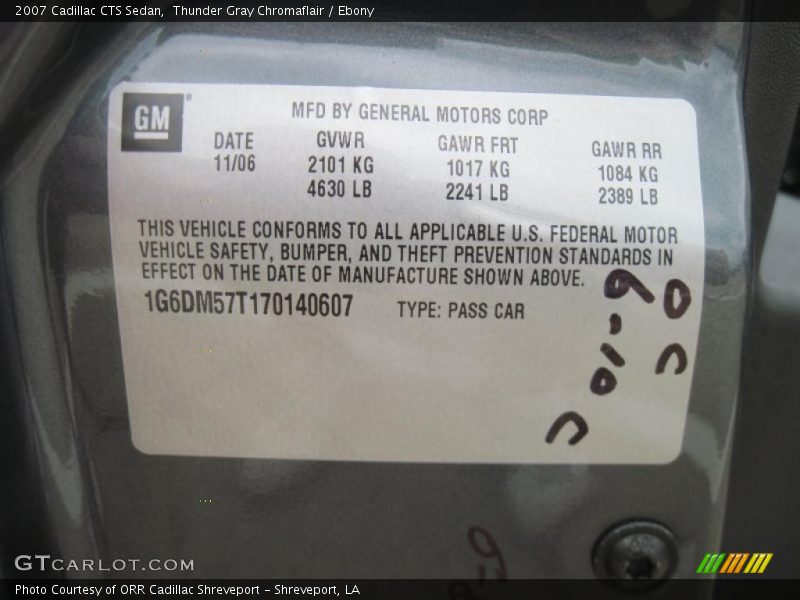 2007 Cadillac CTS Sedan, Thunder Gray Chromaflair / Ebony
GM
MFD BY GENERAL MOTORS CORP
DATE GVWR GAWR FRT GAWR RR
11/06 2101 KG 1017 KG 1084 KG
4630 LB 2241 LB 2389 LB
THIS VEHICLE CONFORMS TO ALL APPLICABLE U.S. FEDERAL MOTOR
VEHICLE SAFETY, BUMPER, AND THEFT PREVENTION STANDARDS IN
EFFECT ON THE DATE OF MANUFACTURE SHOWN ABOVE.
1G6DM57T170140607 TYPE: PASS CAR
GTCARLOT.COM
Photo Courtesy of ORR Cadillac Shreveport - Shreveport, LA